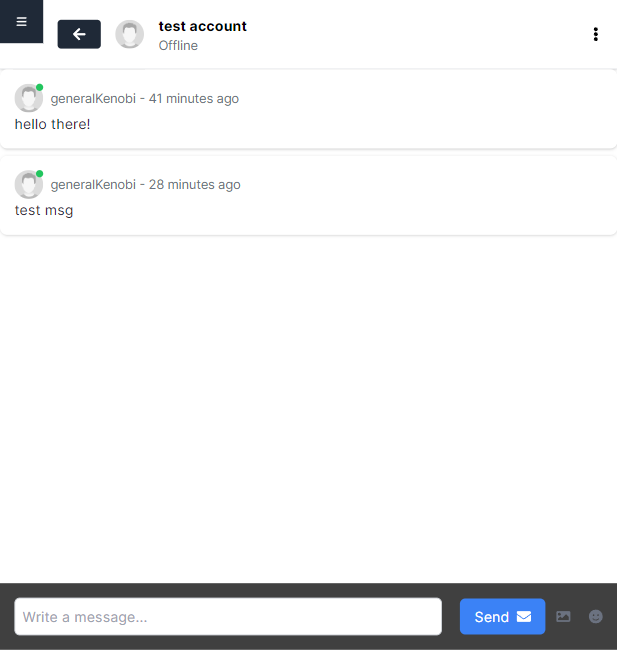 test account
Offline
generalKenobi - 41 minutes ago
hello there!
generalKenobi - 28 minutes ago
test msg
Write a message...
Send